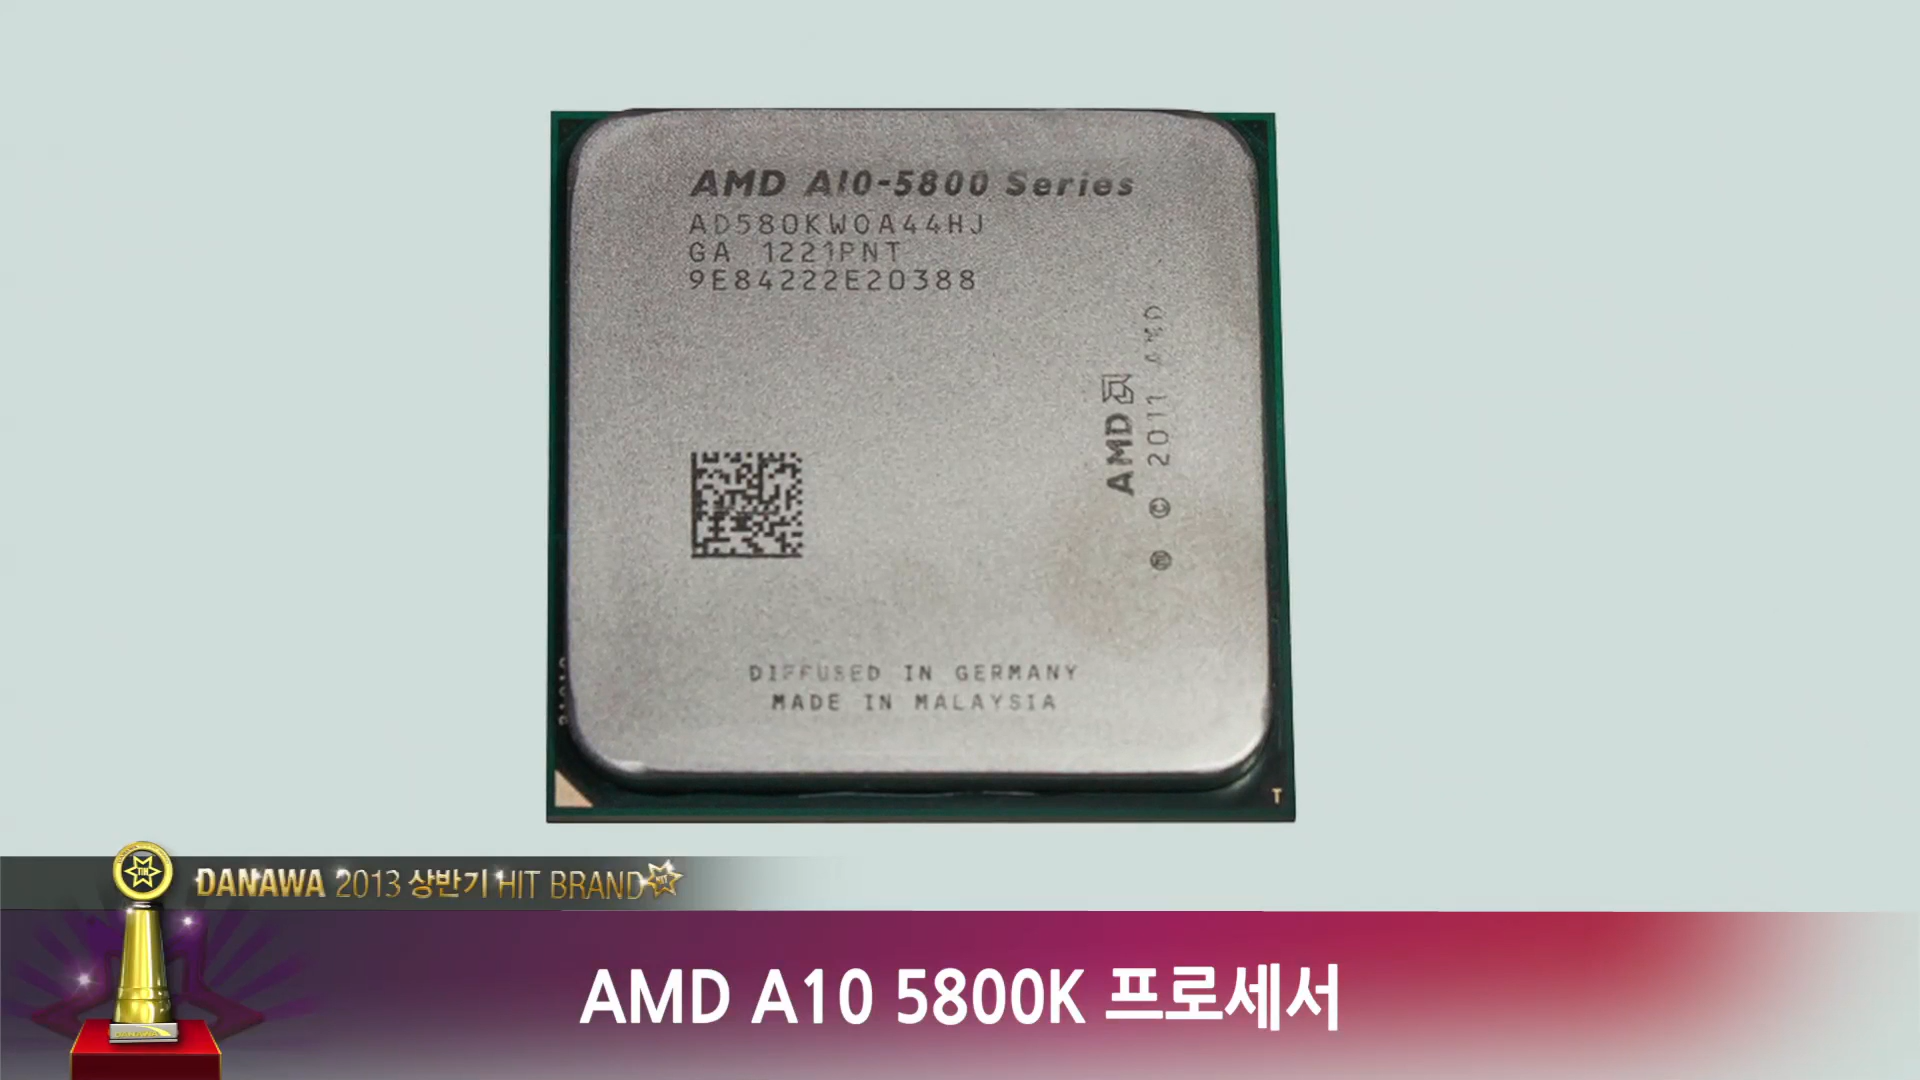 AMD A10-5800 Series
AD580KWOA44HJ
GA 1221PNT
9E84222E20388
AMD
© 2011 AMD
DIFFUSED IN GERMANY
MADE IN MALAYSIA
T
DANAWA 2013 상반기 HIT BRAND
HIT
AMD A10 5800K 프로세서